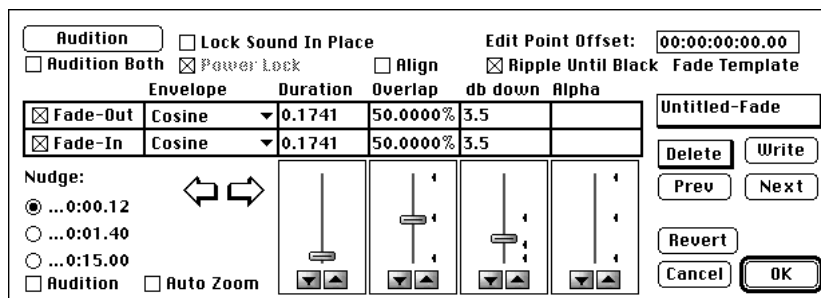 Audition
Lock Sound In Place
Edit Point Offset: 00:00:00:00.00
Audition Both Power Lock Align Ripple Until Black Fade Template
Envelope Duration Overlap db down Alpha
Untitled-Fade
Fade-Out Cosine 0.1741 50.0000% 3.5
Fade-In Cosine 0.1741 50.0000% 3.5
Delete Write
Nudge:
Prev Next
...0:00.12
...0:01.40
Revert
...0:15.00
Audition Auto Zoom
Cancel OK